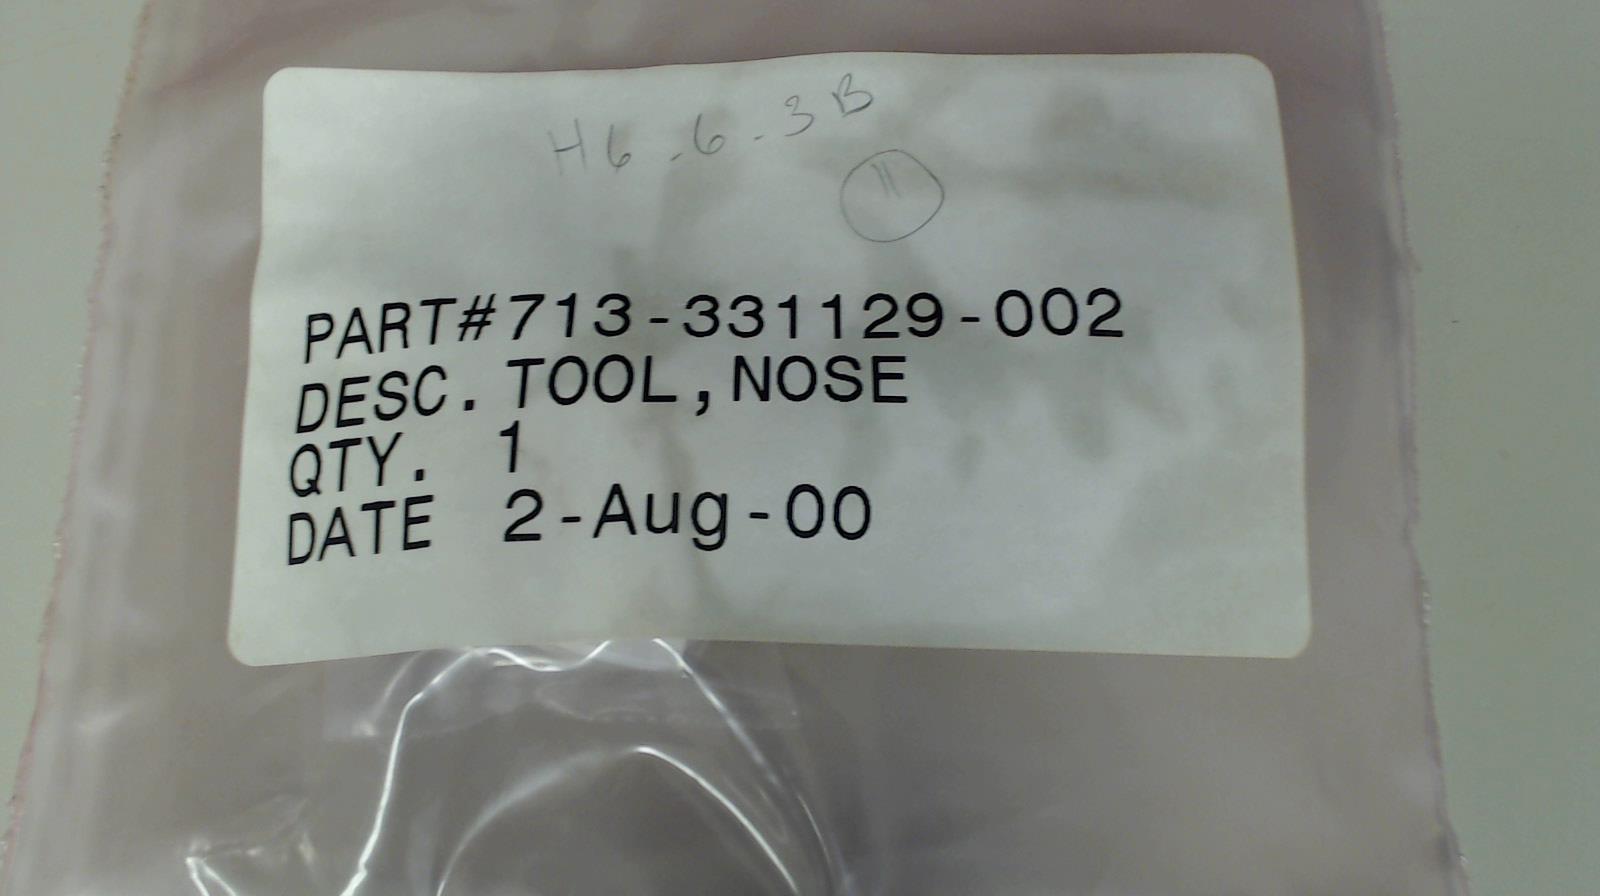 H6-6-3B
11
PART#713-331129-002
DESC. TOOL,NOSE
QTY. 1
DATE 2-Aug-00